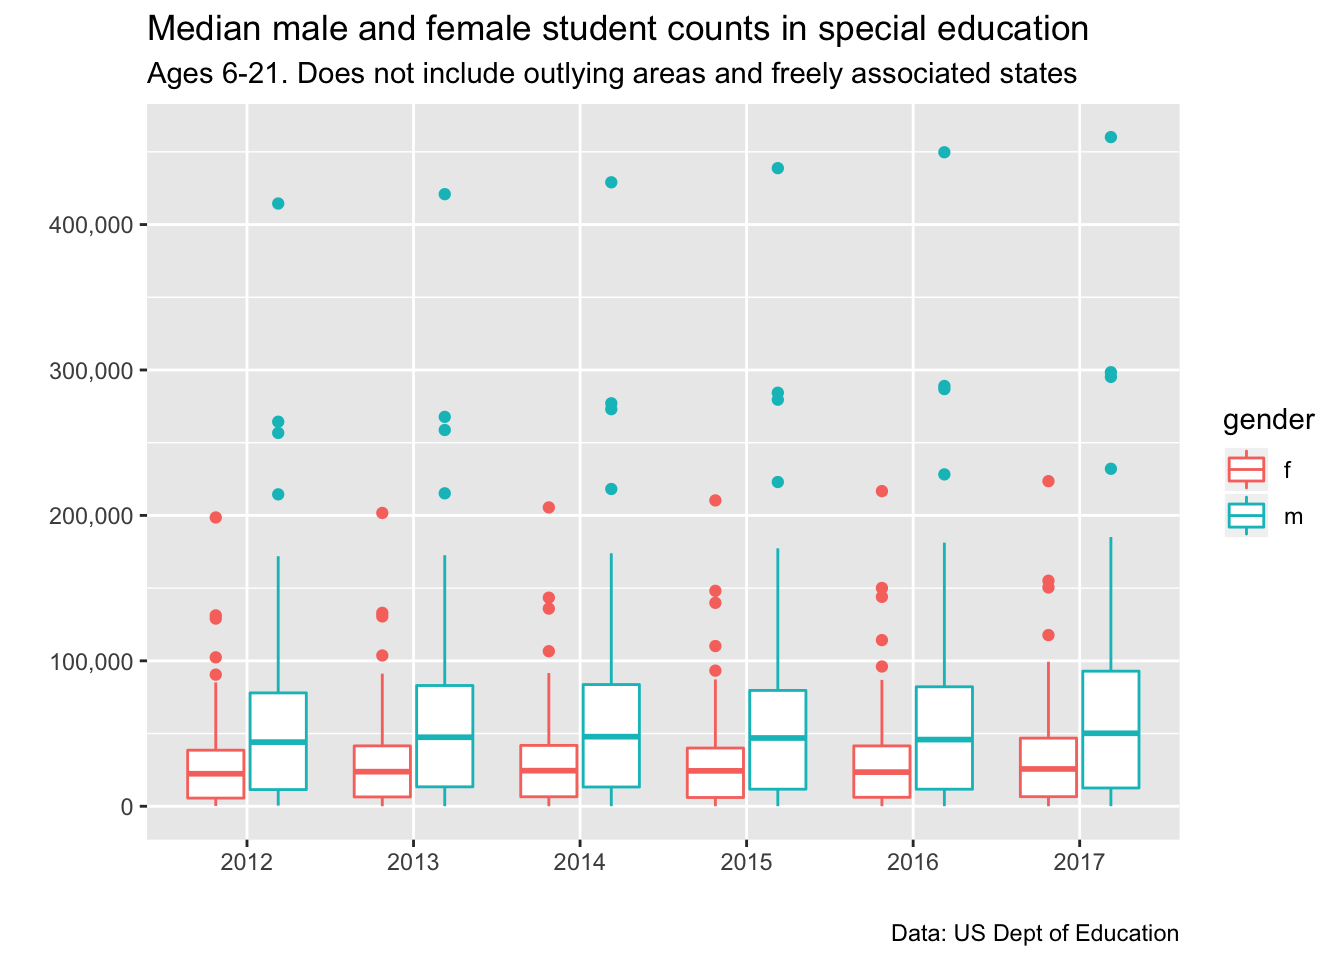 Median male and female student counts in special education
Ages 6-21. Does not include outlying areas and freely associated states
400,000
300,000
200,000
100,000
0
2012 2013 2014 2015 2016 2017
gender
f
m
Data: US Dept of Education